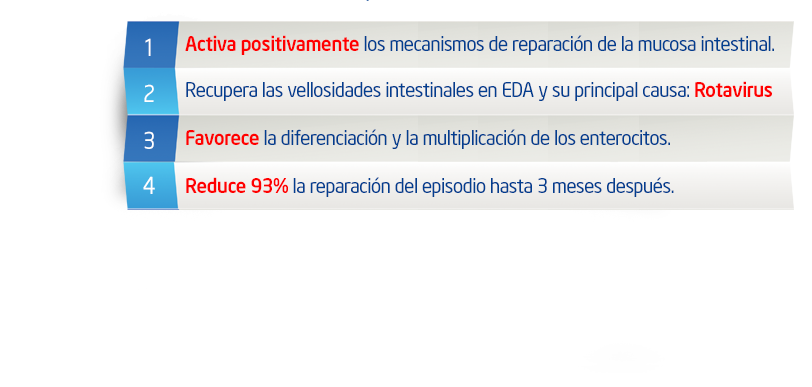 1 Activa positivamente los mecanismos de reparación de la mucosa intestinal.
2 Recupera las vellosidades intestinales en EDA y su principal causa: Rotavirus
3 Favorece la diferenciación y la multiplicación de los enterocitos.
4 Reduce 93% la reparación del episodio hasta 3 meses después.